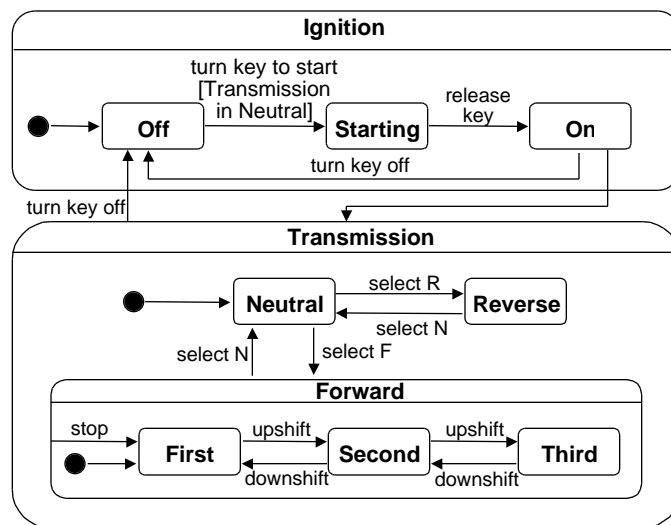 Ignition
turn key to start
[Transmission
in Neutral]
release
key
Off
Starting
On
turn key off
turn key off
Transmission
select R
Neutral
Reverse
select N
select N
select F
Forward
stop
upshift
upshift
First
Second
Third
downshift
downshift